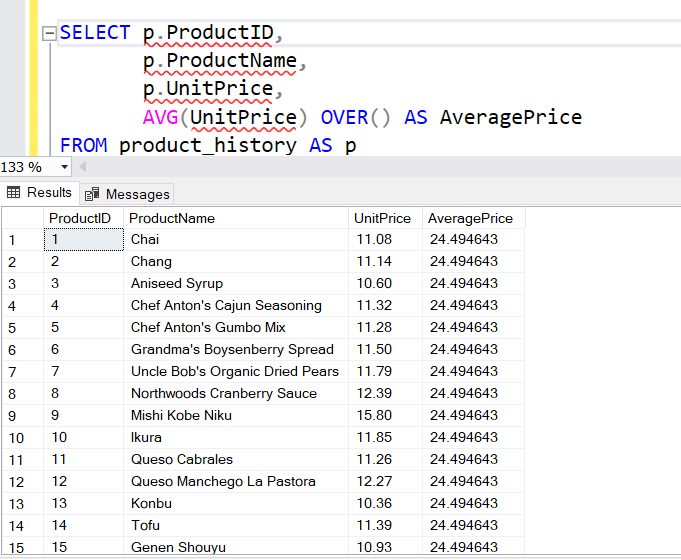 SELECT p.ProductID,
p.ProductName,
p.UnitPrice,
AVG(UnitPrice) OVER() AS AveragePrice
FROM product_history AS p
133 %
Results Messages
ProductID ProductName UnitPrice AveragePrice
1 1 Chai 11.08 24.494643
2 2 Chang 11.14 24.494643
3 3 Aniseed Syrup 10.60 24.494643
4 4 Chef Anton's Cajun Seasoning 11.32 24.494643
5 5 Chef Anton's Gumbo Mix 11.28 24.494643
6 6 Grandma's Boysenberry Spread 11.50 24.494643
7 7 Uncle Bob's Organic Dried Pears 11.79 24.494643
8 8 Northwoods Cranberry Sauce 12.39 24.494643
9 9 Mishi Kobe Niku 15.80 24.494643
10 10 Ikura 11.85 24.494643
11 11 Queso Cabrales 11.26 24.494643
12 12 Queso Manchego La Pastora 12.27 24.494643
13 13 Konbu 10.36 24.494643
14 14 Tofu 11.39 24.494643
15 15 Genen Shouyu 10.93 24.494643